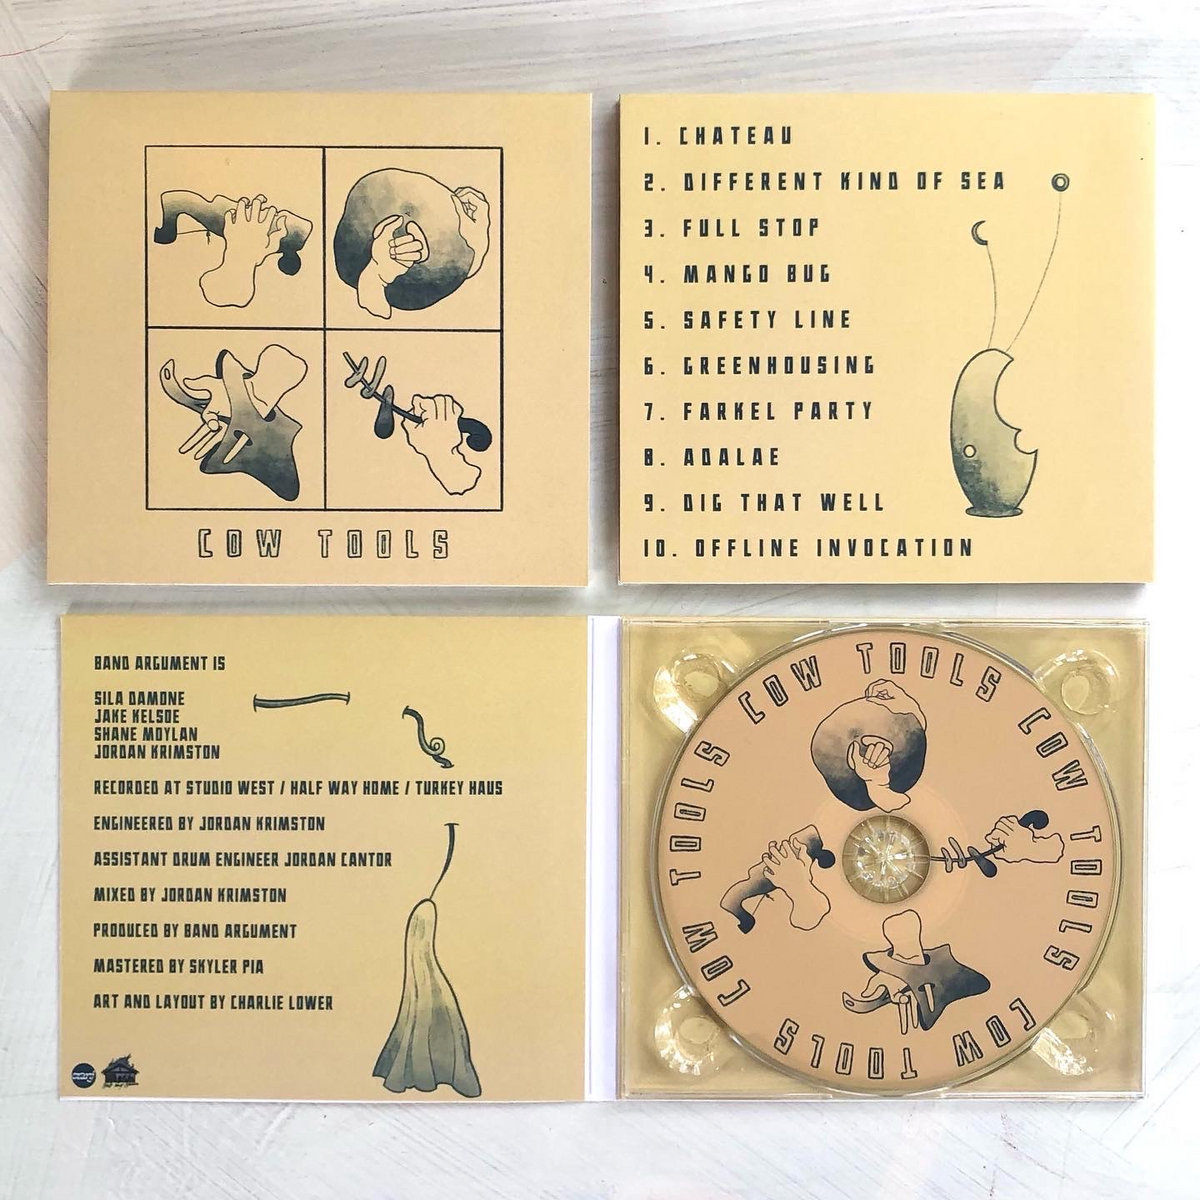 COW TOOLS
1. CHATEAU
2. DIFFERENT KIND OF SEA
3. FULL STOP
4. MANGO BUG
5. SAFETY LINE
6. GREENHOUSING
7. FARKEL PARTY
8. ADALAE
9. DIG THAT WELL
10. OFFLINE INVOCATION
BAND ARGUMENT IS
SILA DAMONE
JAKE KELSOE
SHANE MOYLAN
JORDAN KRIMSTON
RECORDED AT STUDIO WEST / HALF WAY HOME / TURKEY HAUS
ENGINEERED BY JORDAN KRIMSTON
ASSISTANT DRUM ENGINEER JORDAN CANTOR
MIXED BY JORDAN KRIMSTON
PRODUCED BY BAND ARGUMENT
MASTERED BY SKYLER PIA
ART AND LAYOUT BY CHARLIE LOWER
COW TOOLS COW TOOLS COW TOOLS COW TOOLS